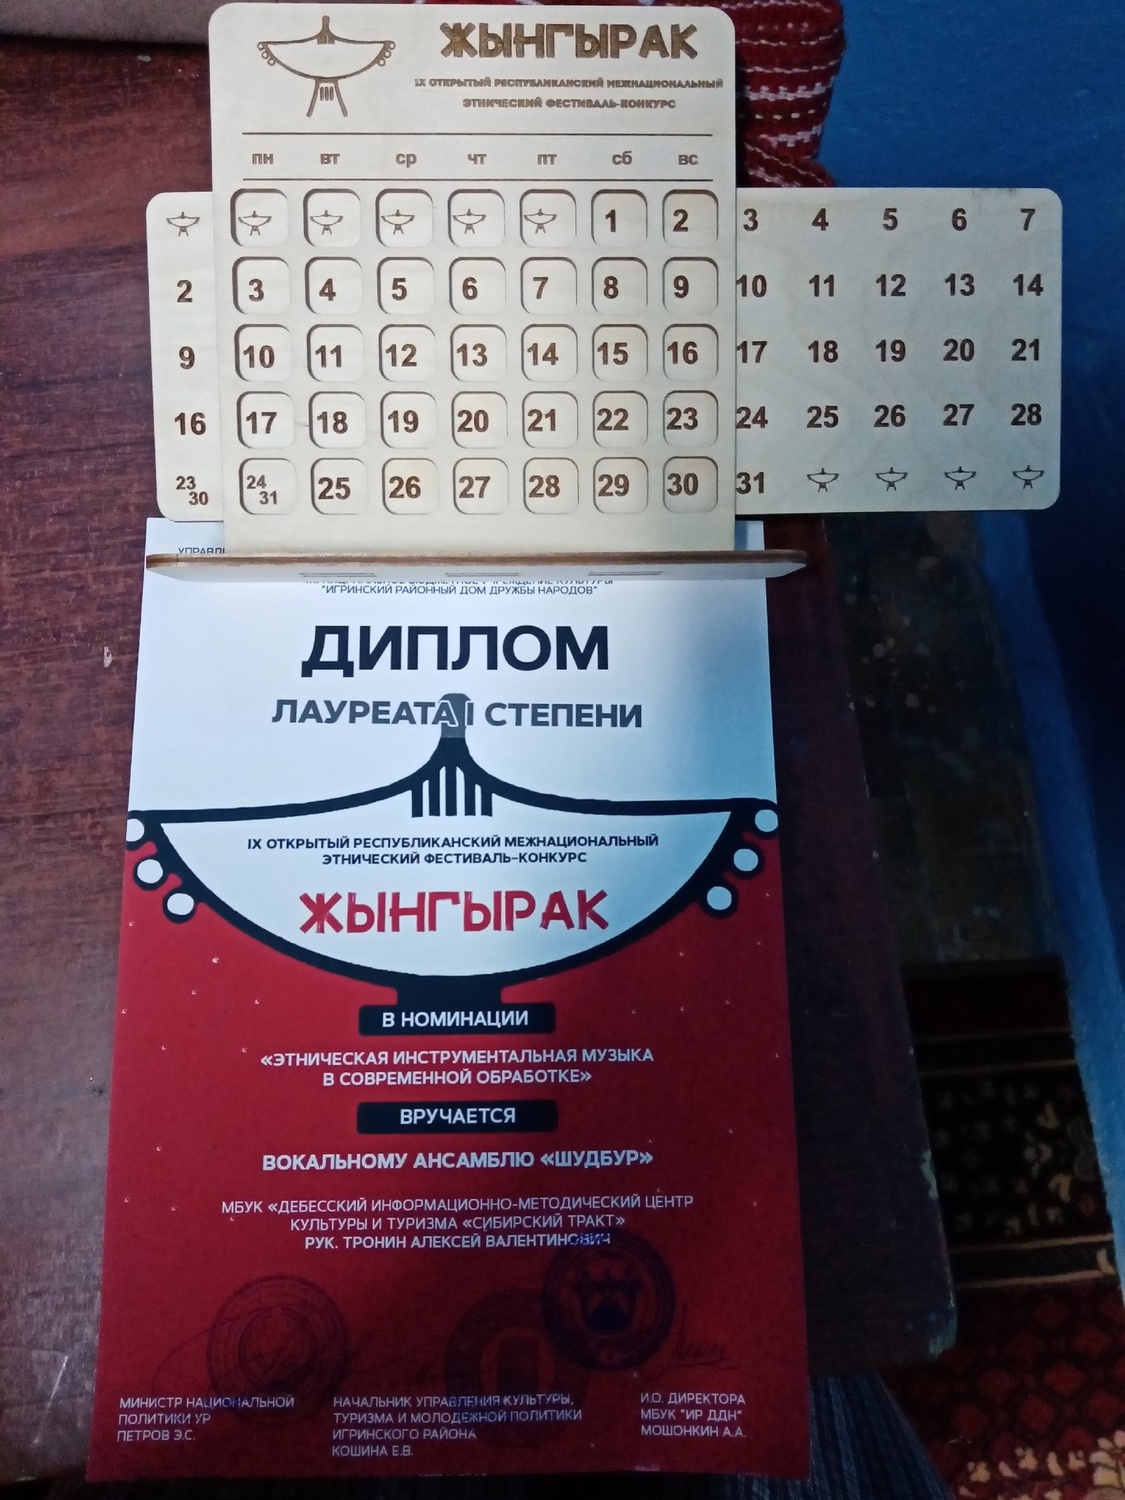 ЖЫНГЫРАК
IX ОТКРЫТЫЙ РЕСПУБЛИКАНСКИЙ МЕЖНАЦИОНАЛЬНЫЙ
ЭТНИЧЕСКИЙ ФЕСТИВАЛЬ-КОНКУРС
пн вт ср чт пт сб вс
1 2 3 4 5 6 7
2 3 4 5 6 7 8 9 10 11 12 13 14
9 10 11 12 13 14 15 16 17 18 19 20 21
16 17 18 19 20 21 22 23 24 25 26 27 28
23 30 24 31 25 26 27 28 29 30 31
"ИГРИНСКИЙ РАЙОННЫЙ ДОМ ДРУЖБЫ НАРОДОВ"
ДИПЛОМ
ЛАУРЕАТА I СТЕПЕНИ
IX ОТКРЫТЫЙ РЕСПУБЛИКАНСКИЙ МЕЖНАЦИОНАЛЬНЫЙ
ЭТНИЧЕСКИЙ ФЕСТИВАЛЬ-КОНКУРС
ЖЫНГЫРАК
В НОМИНАЦИИ
«ЭТНИЧЕСКАЯ ИНСТРУМЕНТАЛЬНАЯ МУЗЫКА
В СОВРЕМЕННОЙ ОБРАБОТКЕ»
ВРУЧАЕТСЯ
ВОКАЛЬНОМУ АНСАМБЛЮ «ШУДБУР»
МБУК «ДЕБЕССКИЙ ИНФОРМАЦИОННО-МЕТОДИЧЕСКИЙ ЦЕНТР
КУЛЬТУРЫ И ТУРИЗМА «СИБИРСКИЙ ТРАКТ»
РУК. ТРОНИН АЛЕКСЕЙ ВАЛЕНТИНОВИЧ
МИНИСТР НАЦИОНАЛЬНОЙ
ПОЛИТИКИ УР
ПЕТРОВ Э.С.
НАЧАЛЬНИК УПРАВЛЕНИЯ КУЛЬТУРЫ,
ТУРИЗМА И МОЛОДЕЖНОЙ ПОЛИТИКИ
ИГРИНСКОГО РАЙОНА
КОШИНА Е.В.
И.О. ДИРЕКТОРА
МБУК "ИР ДДН"
МОШОНКИН А.А.